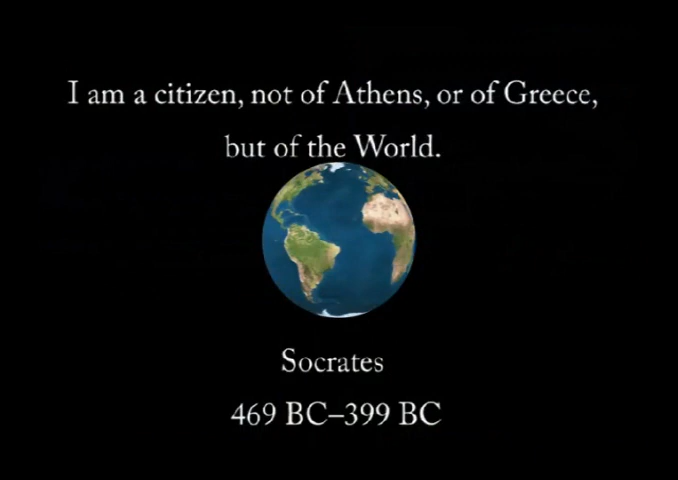 I am a citizen, not of Athens, or of Greece,
but of the World.
Socrates
469 BC–399 BC